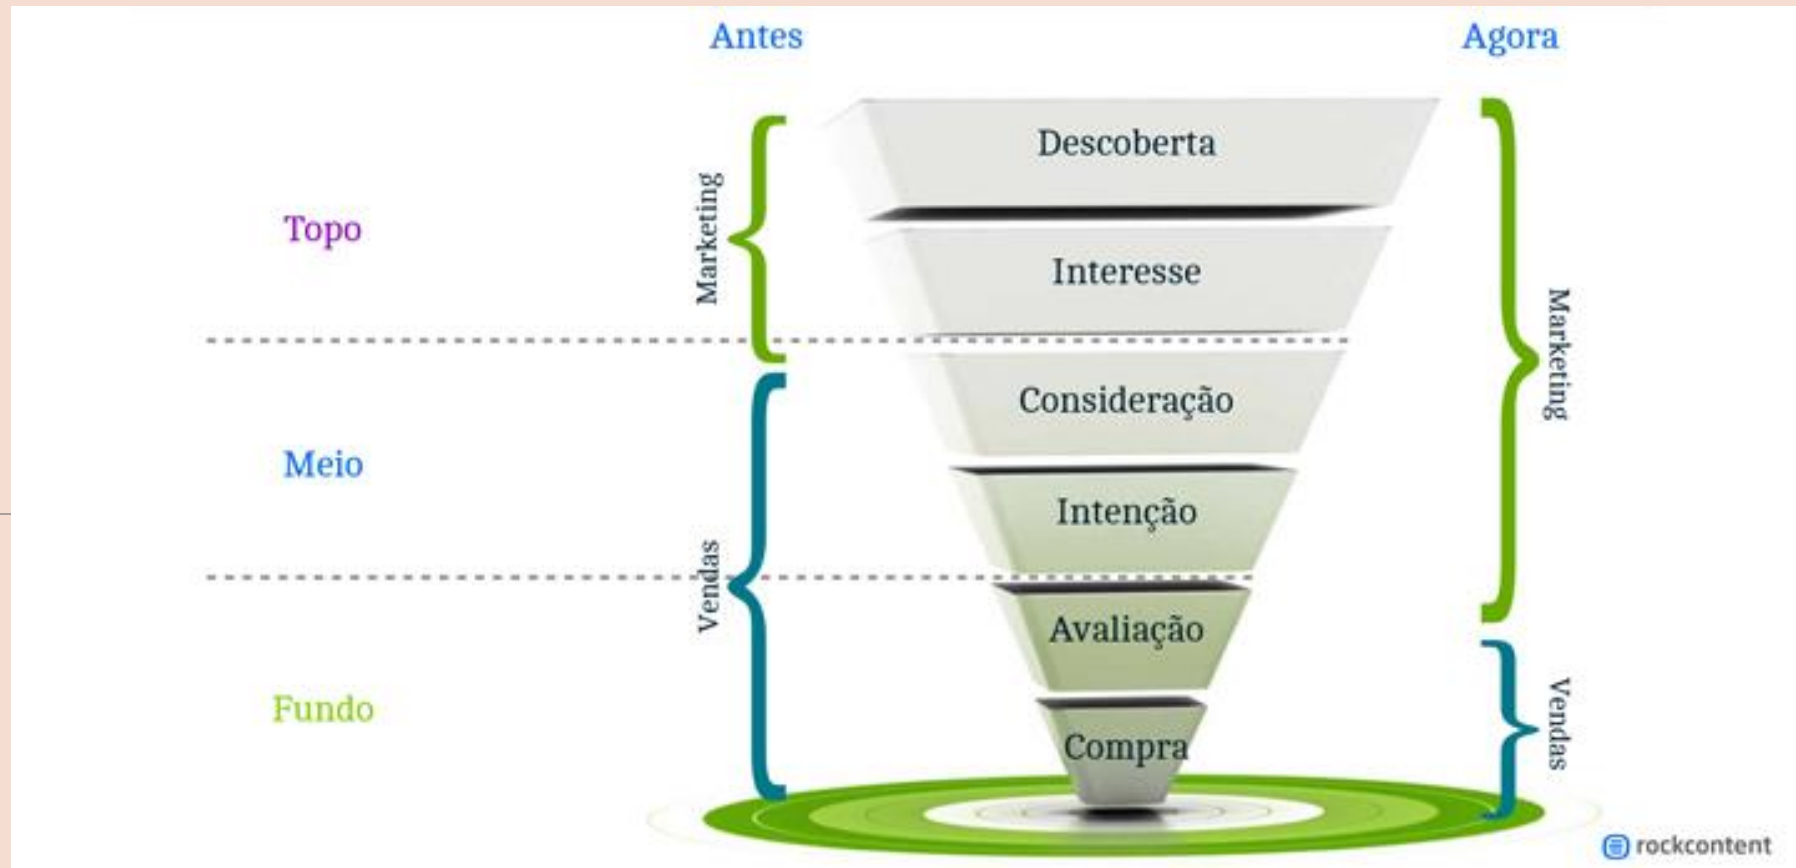 Antes
Agora
Descoberta
Marketing
Topo
Interesse
Marketing
Consideração
Meio
Intenção
Vendas
Avaliação
Fundo
Vendas
Compra
rockcontent